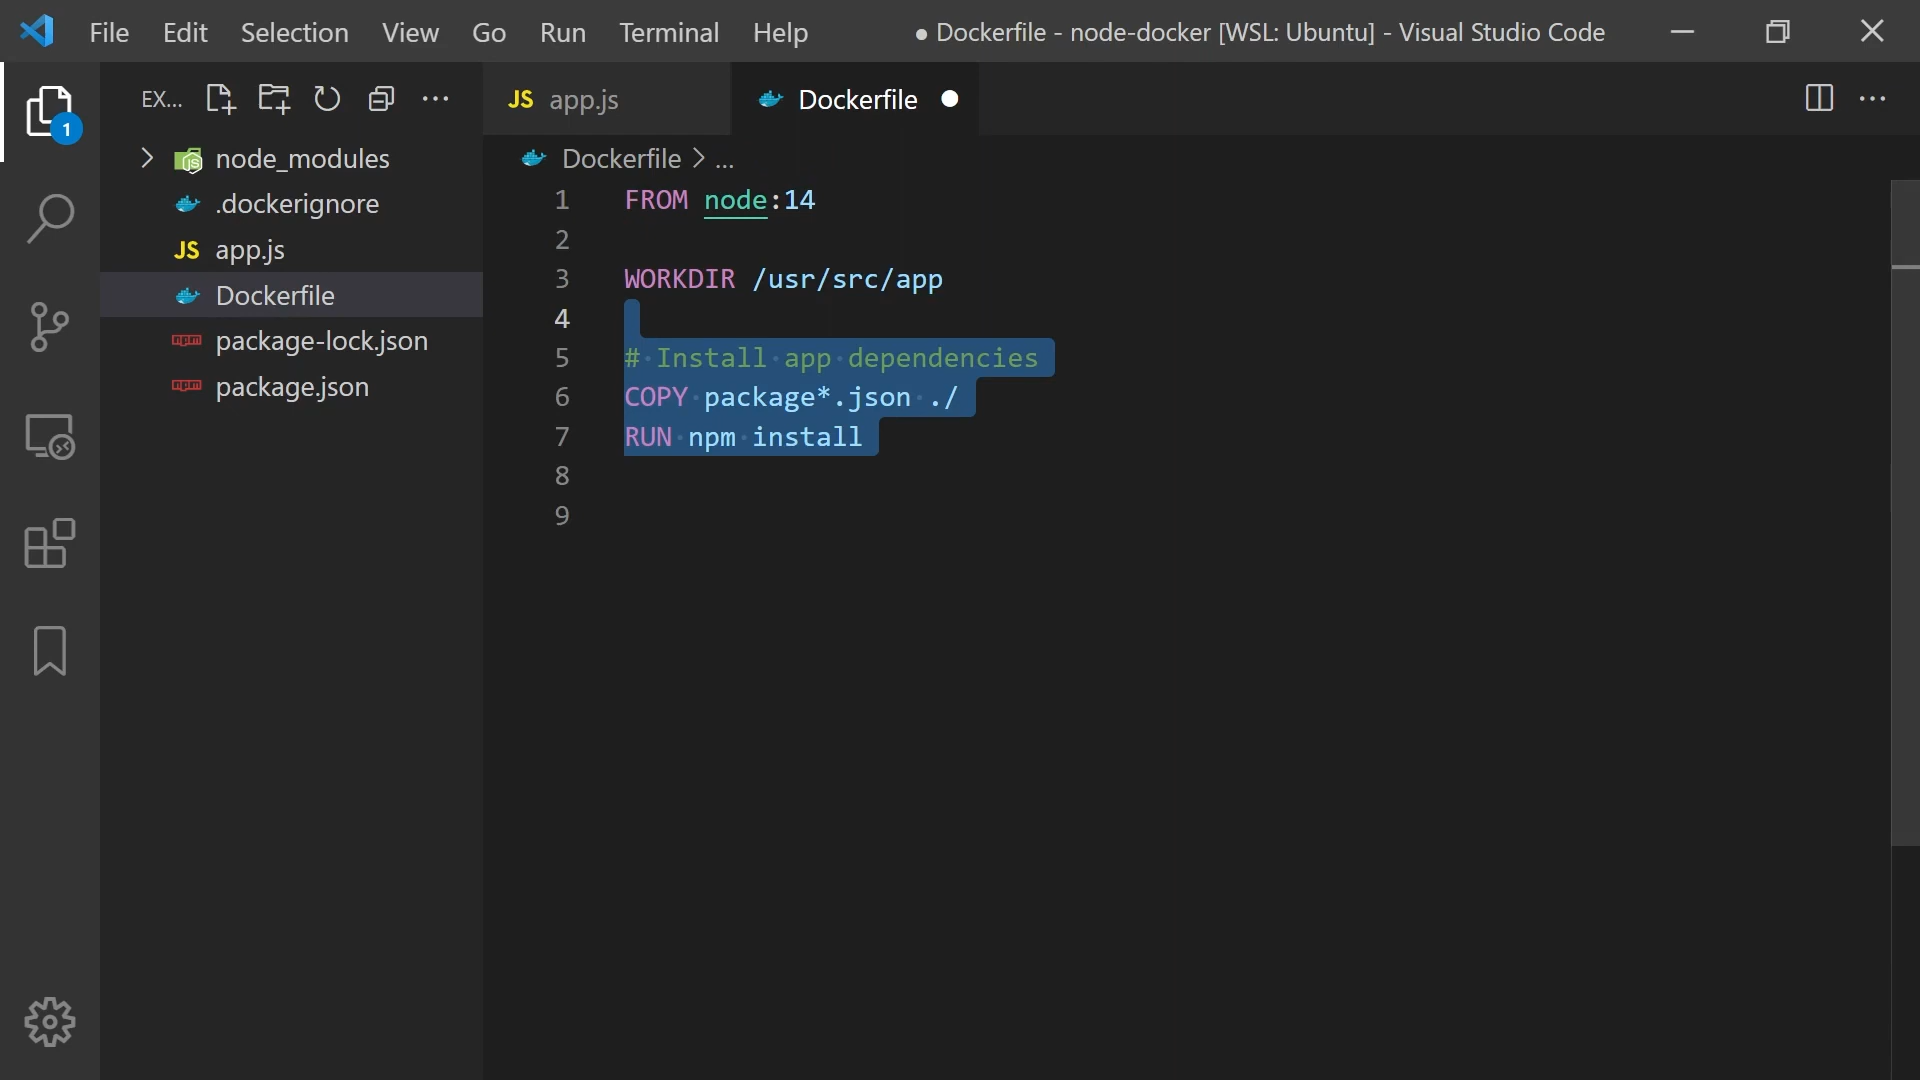 File Edit Selection View Go Run Terminal Help ● Dockerfile - node-docker [WSL: Ubuntu] - Visual Studio Code
EX... JS app.js Dockerfile ●
1
node_modules
.dockerignore
JS app.js
Dockerfile
package-lock.json
package.json
Dockerfile > ...
1 FROM node:14
2
3 WORKDIR /usr/src/app
4
5 # Install app dependencies
6 COPY package*.json ./
7 RUN npm install
8
9